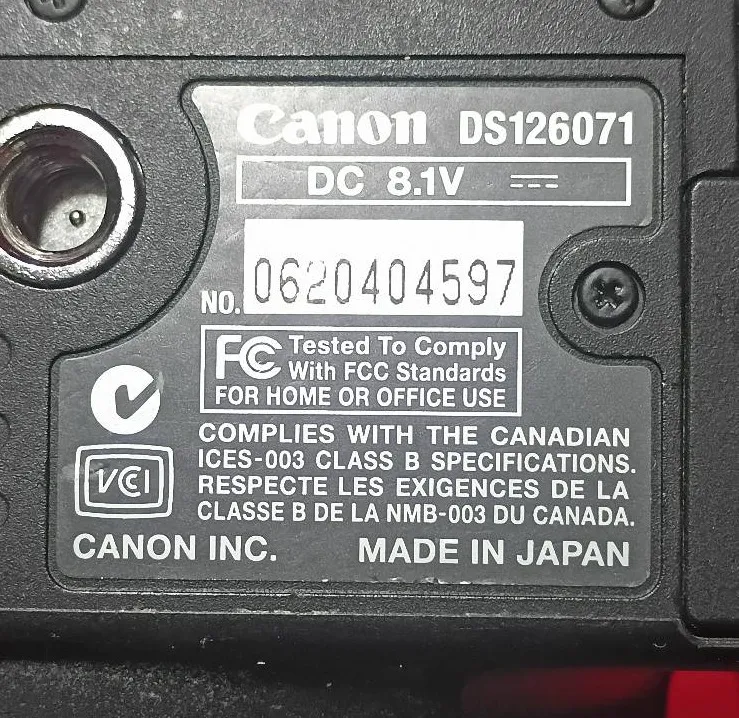 Canon DS126071
DC 8.1V
NO. 0620404597
FC Tested To Comply
With FCC Standards
FOR HOME OR OFFICE USE
COMPLIES WITH THE CANADIAN
ICES-003 CLASS B SPECIFICATIONS.
RESPECTE LES EXIGENCES DE LA
CLASSE B DE LA NMB-003 DU CANADA.
VCI
CANON INC. MADE IN JAPAN